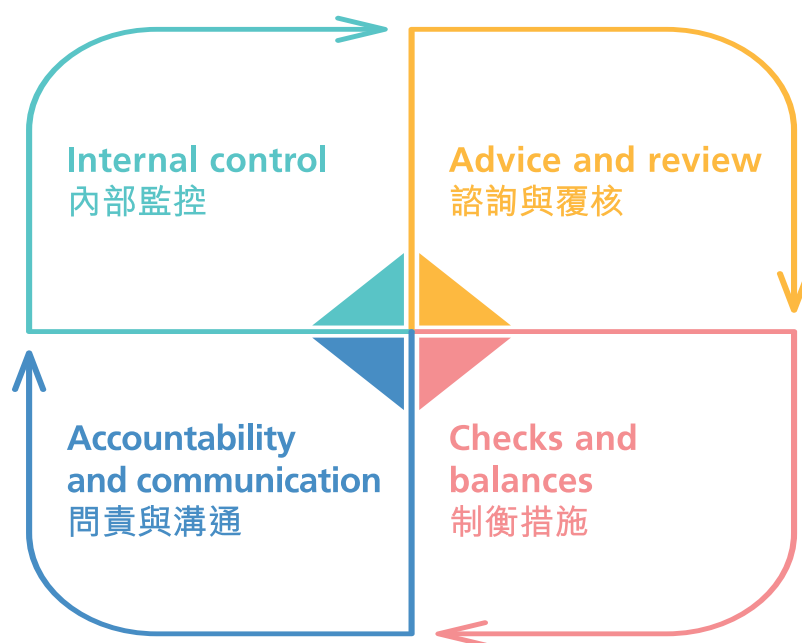 Internal control
內部監控
Advice and review
諮詢與覆核
Accountability
and communication
問責與溝通
Checks and
balances
制衡措施